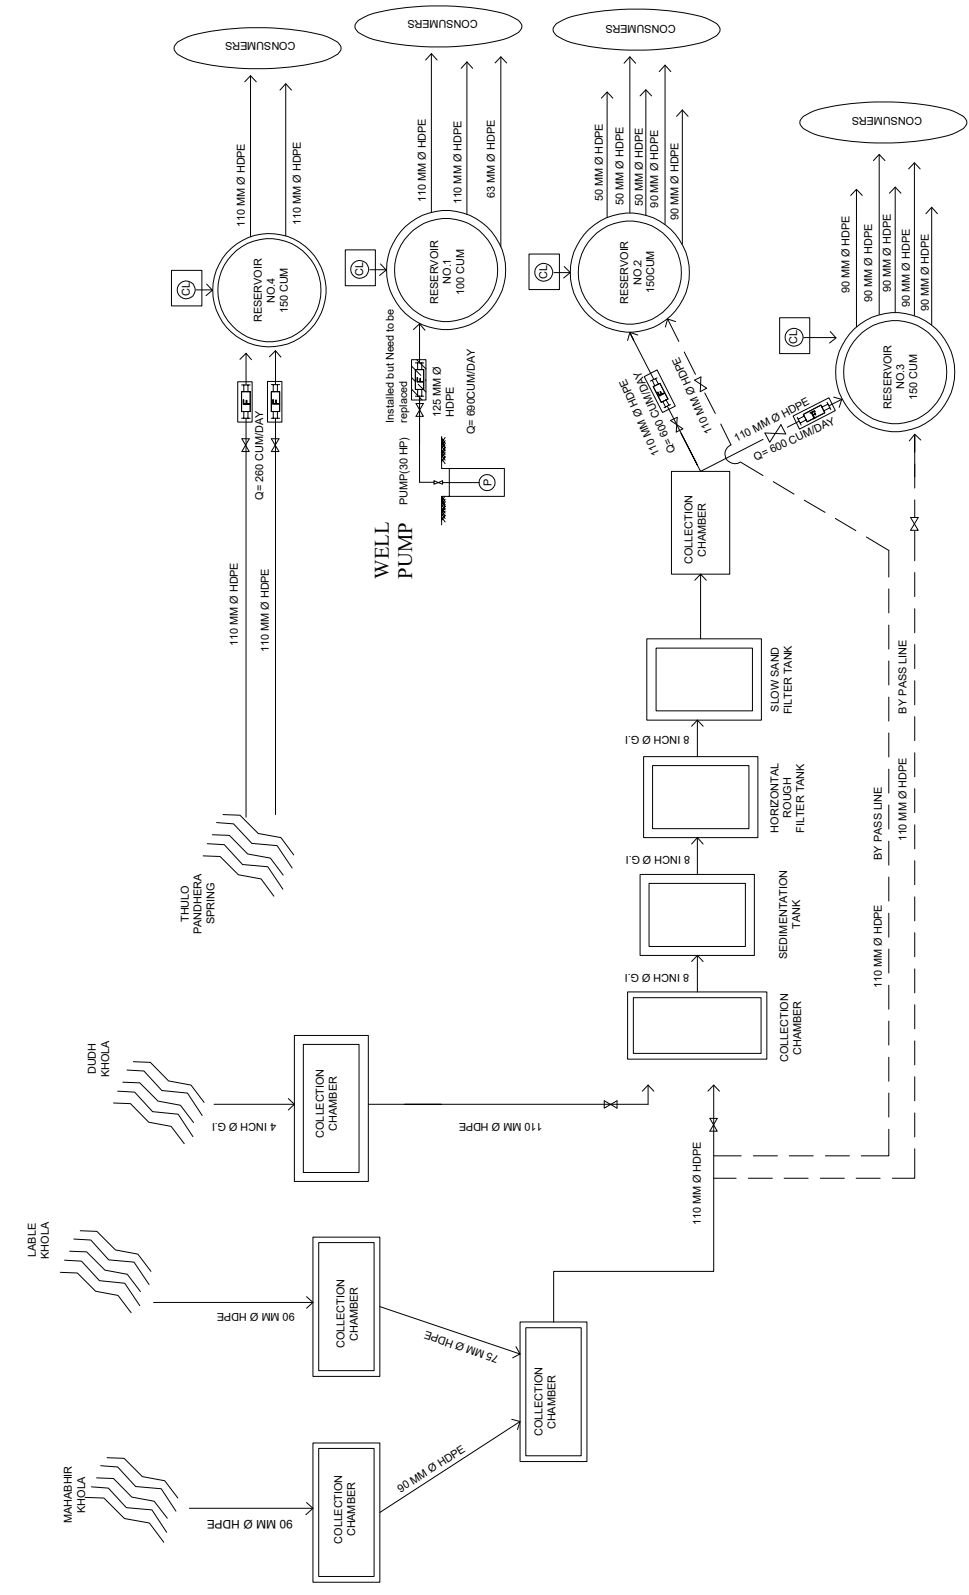 CONSUMERS
110 MM Ø HDPE
110 MM Ø HDPE
CL
RESERVOIR
NO.4
150 CUM
F
F
Q= 260 CUM/DAY
110 MM Ø HDPE
110 MM Ø HDPE
THULO
PANDHERA
SPRING
CONSUMERS
110 MM Ø HDPE
110 MM Ø HDPE
63 MM Ø HDPE
CL
RESERVOIR
NO.1
100 CUM
Installed but Need to be
replaced
F
125 MM Ø
HDPE
Q= 690CUM/DAY
PUMP(30 HP)
P
WELL
PUMP
CONSUMERS
50 MM Ø HDPE
50 MM Ø HDPE
50 MM Ø HDPE
90 MM Ø HDPE
90 MM Ø HDPE
CL
RESERVOIR
NO.2
150CUM
110 MM Ø HDPE
Q= 600 CUM/DAY
F
110 MM Ø HDPE
CONSUMERS
90 MM Ø HDPE
90 MM Ø HDPE
90 MM Ø HDPE
90 MM Ø HDPE
90 MM Ø HDPE
CL
RESERVOIR
NO.3
150 CUM
110 MM Ø HDPE
F
Q= 600 CUM/DAY
COLLECTION
CHAMBER
SLOW SAND
FILTER TANK
8 INCH Ø G.I
HORIZONTAL
ROUGH
FILTER TANK
8 INCH Ø G.I
SEDIMENTATION
TANK
8 INCH Ø G.I
COLLECTION
CHAMBER
BY PASS LINE
110 MM Ø HDPE
BY PASS LINE
110 MM Ø HDPE
DUDH
KHOLA
4 INCH Ø G.I
COLLECTION
CHAMBER
110 MM Ø HDPE
110 MM Ø HDPE
LABLE
KHOLA
90 MM Ø HDPE
COLLECTION
CHAMBER
75 MM Ø HDPE
COLLECTION
CHAMBER
MAHABHIR
KHOLA
90 MM Ø HDPE
COLLECTION
CHAMBER
90 MM Ø HDPE